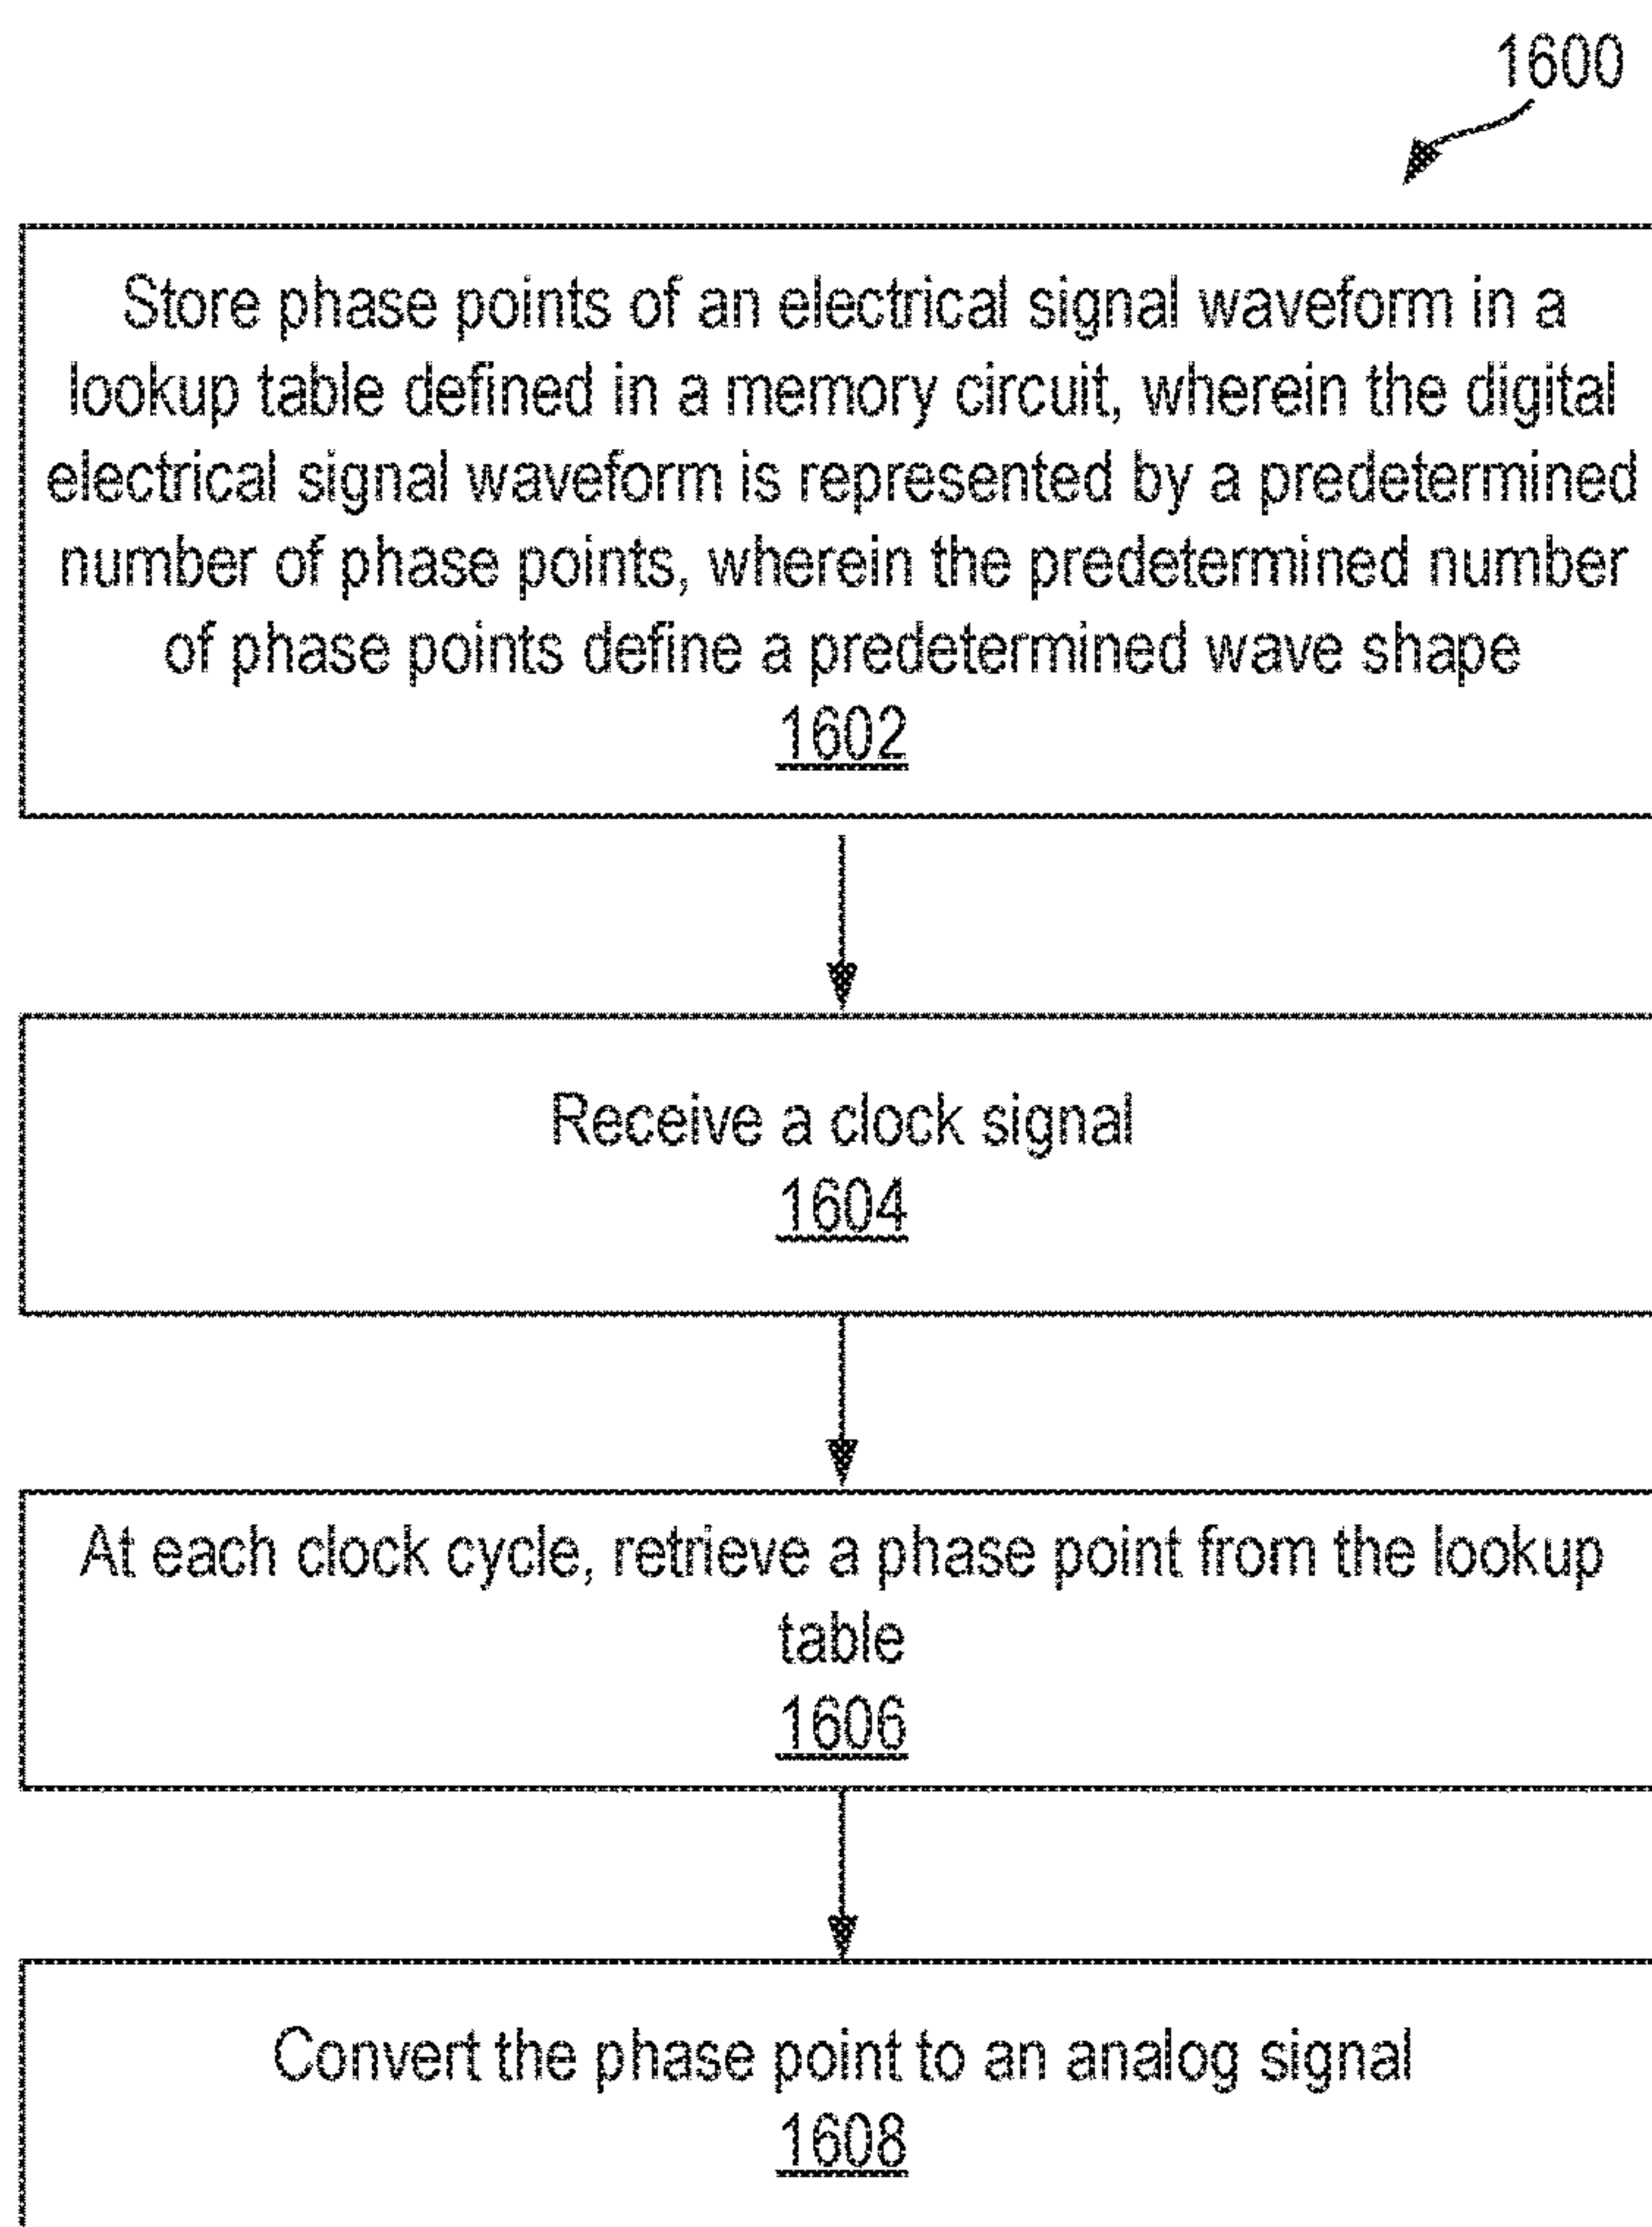 1600
Store phase points of an electrical signal waveform in a
lookup table defined in a memory circuit, wherein the digital
electrical signal waveform is represented by a predetermined
number of phase points, wherein the predetermined number
of phase points define a predetermined wave shape
1602
Receive a clock signal
1604
At each clock cycle, retrieve a phase point from the lookup
table
1606
Convert the phase point to an analog signal
1608